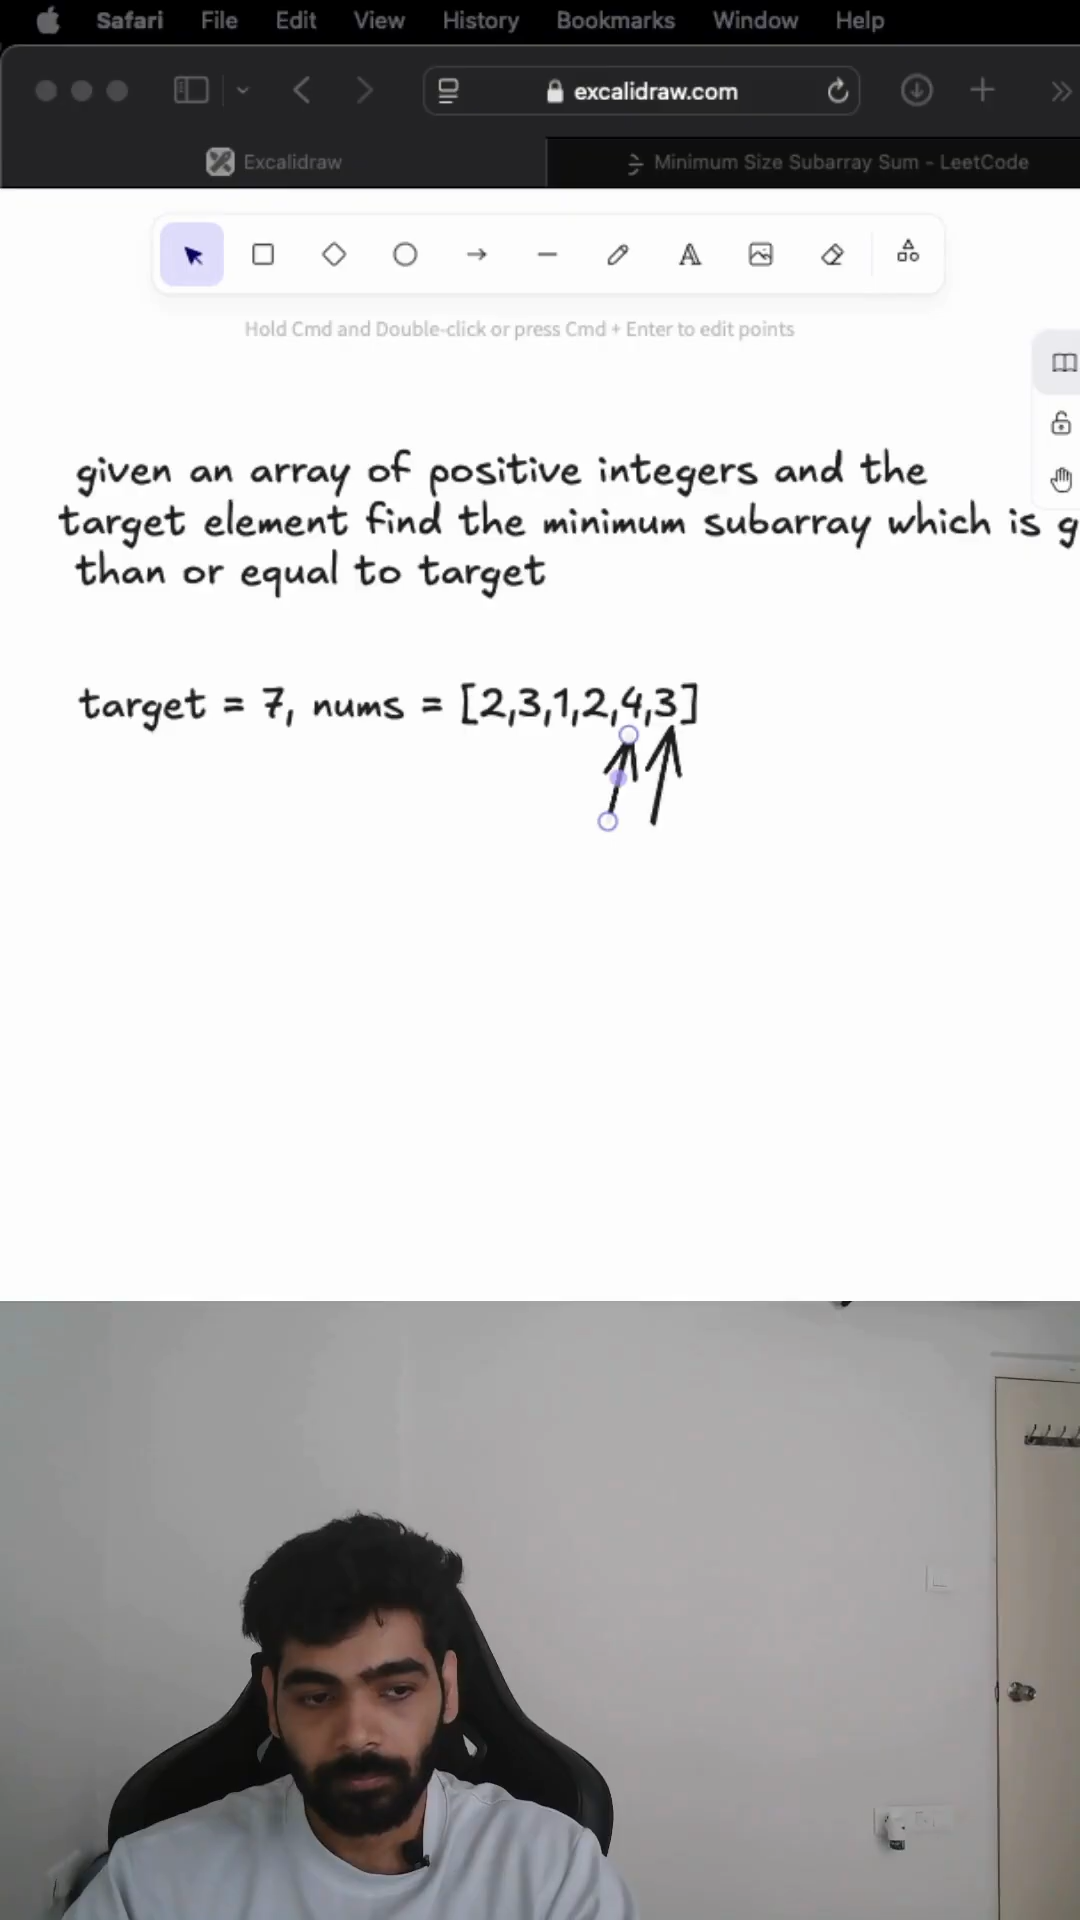 Safari File Edit View History Bookmarks Window Help
excalidraw.com
Excalidraw
Minimum Size Subarray Sum - LeetCode
Hold Cmd and Double-click or press Cmd + Enter to edit points
given an array of positive integers and the
target element find the minimum subarray which is g
than or equal to target
target = 7, nums = [2,3,1,2,4,3]